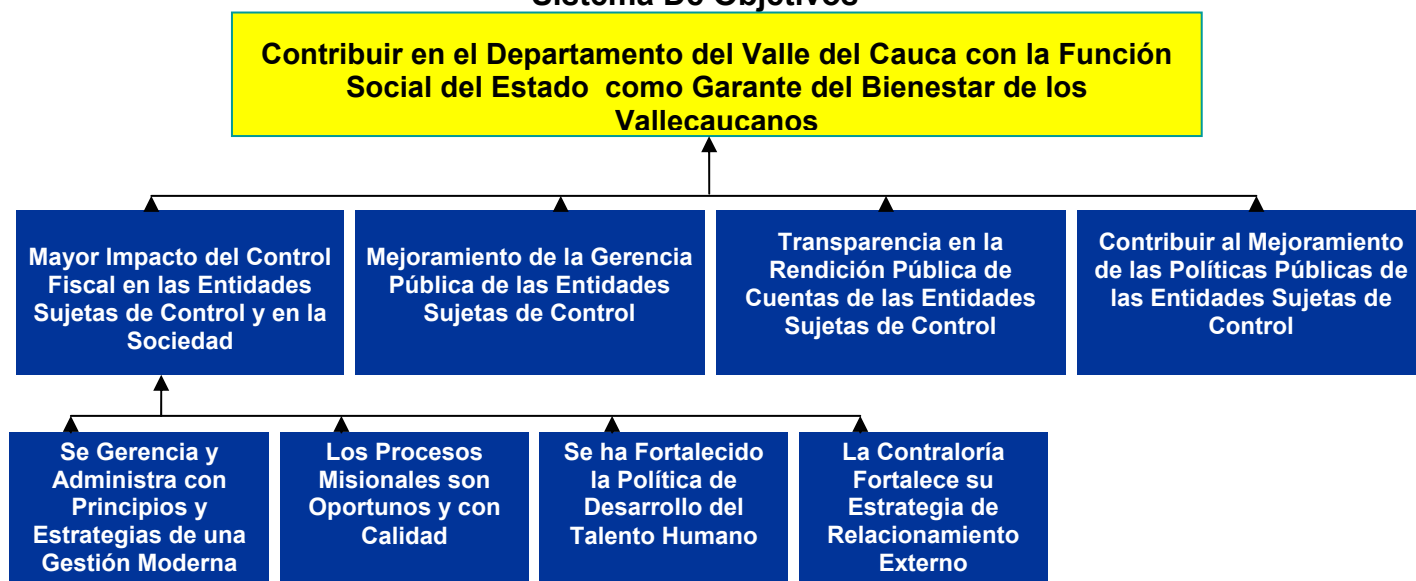 Sistema De Objetivos
Contribuir en el Departamento del Valle del Cauca con la Función
Social del Estado como Garante del Bienestar de los
Vallecaucanos
Mayor Impacto del Control
Fiscal en las Entidades
Sujetas de Control y en la
Sociedad
Mejoramiento de la Gerencia
Pública de las Entidades
Sujetas de Control
Transparencia en la
Rendición Pública de
Cuentas de las Entidades
Sujetas de Control
Contribuir al Mejoramiento
de las Políticas Públicas de
las Entidades Sujetas de
Control
Se Gerencia y
Administra con
Principios y
Estrategias de una
Gestión Moderna
Los Procesos
Misionales son
Oportunos y con
Calidad
Se ha Fortalecido
la Política de
Desarrollo del
Talento Humano
La Contraloría
Fortalece su
Estrategia de
Relacionamiento
Externo